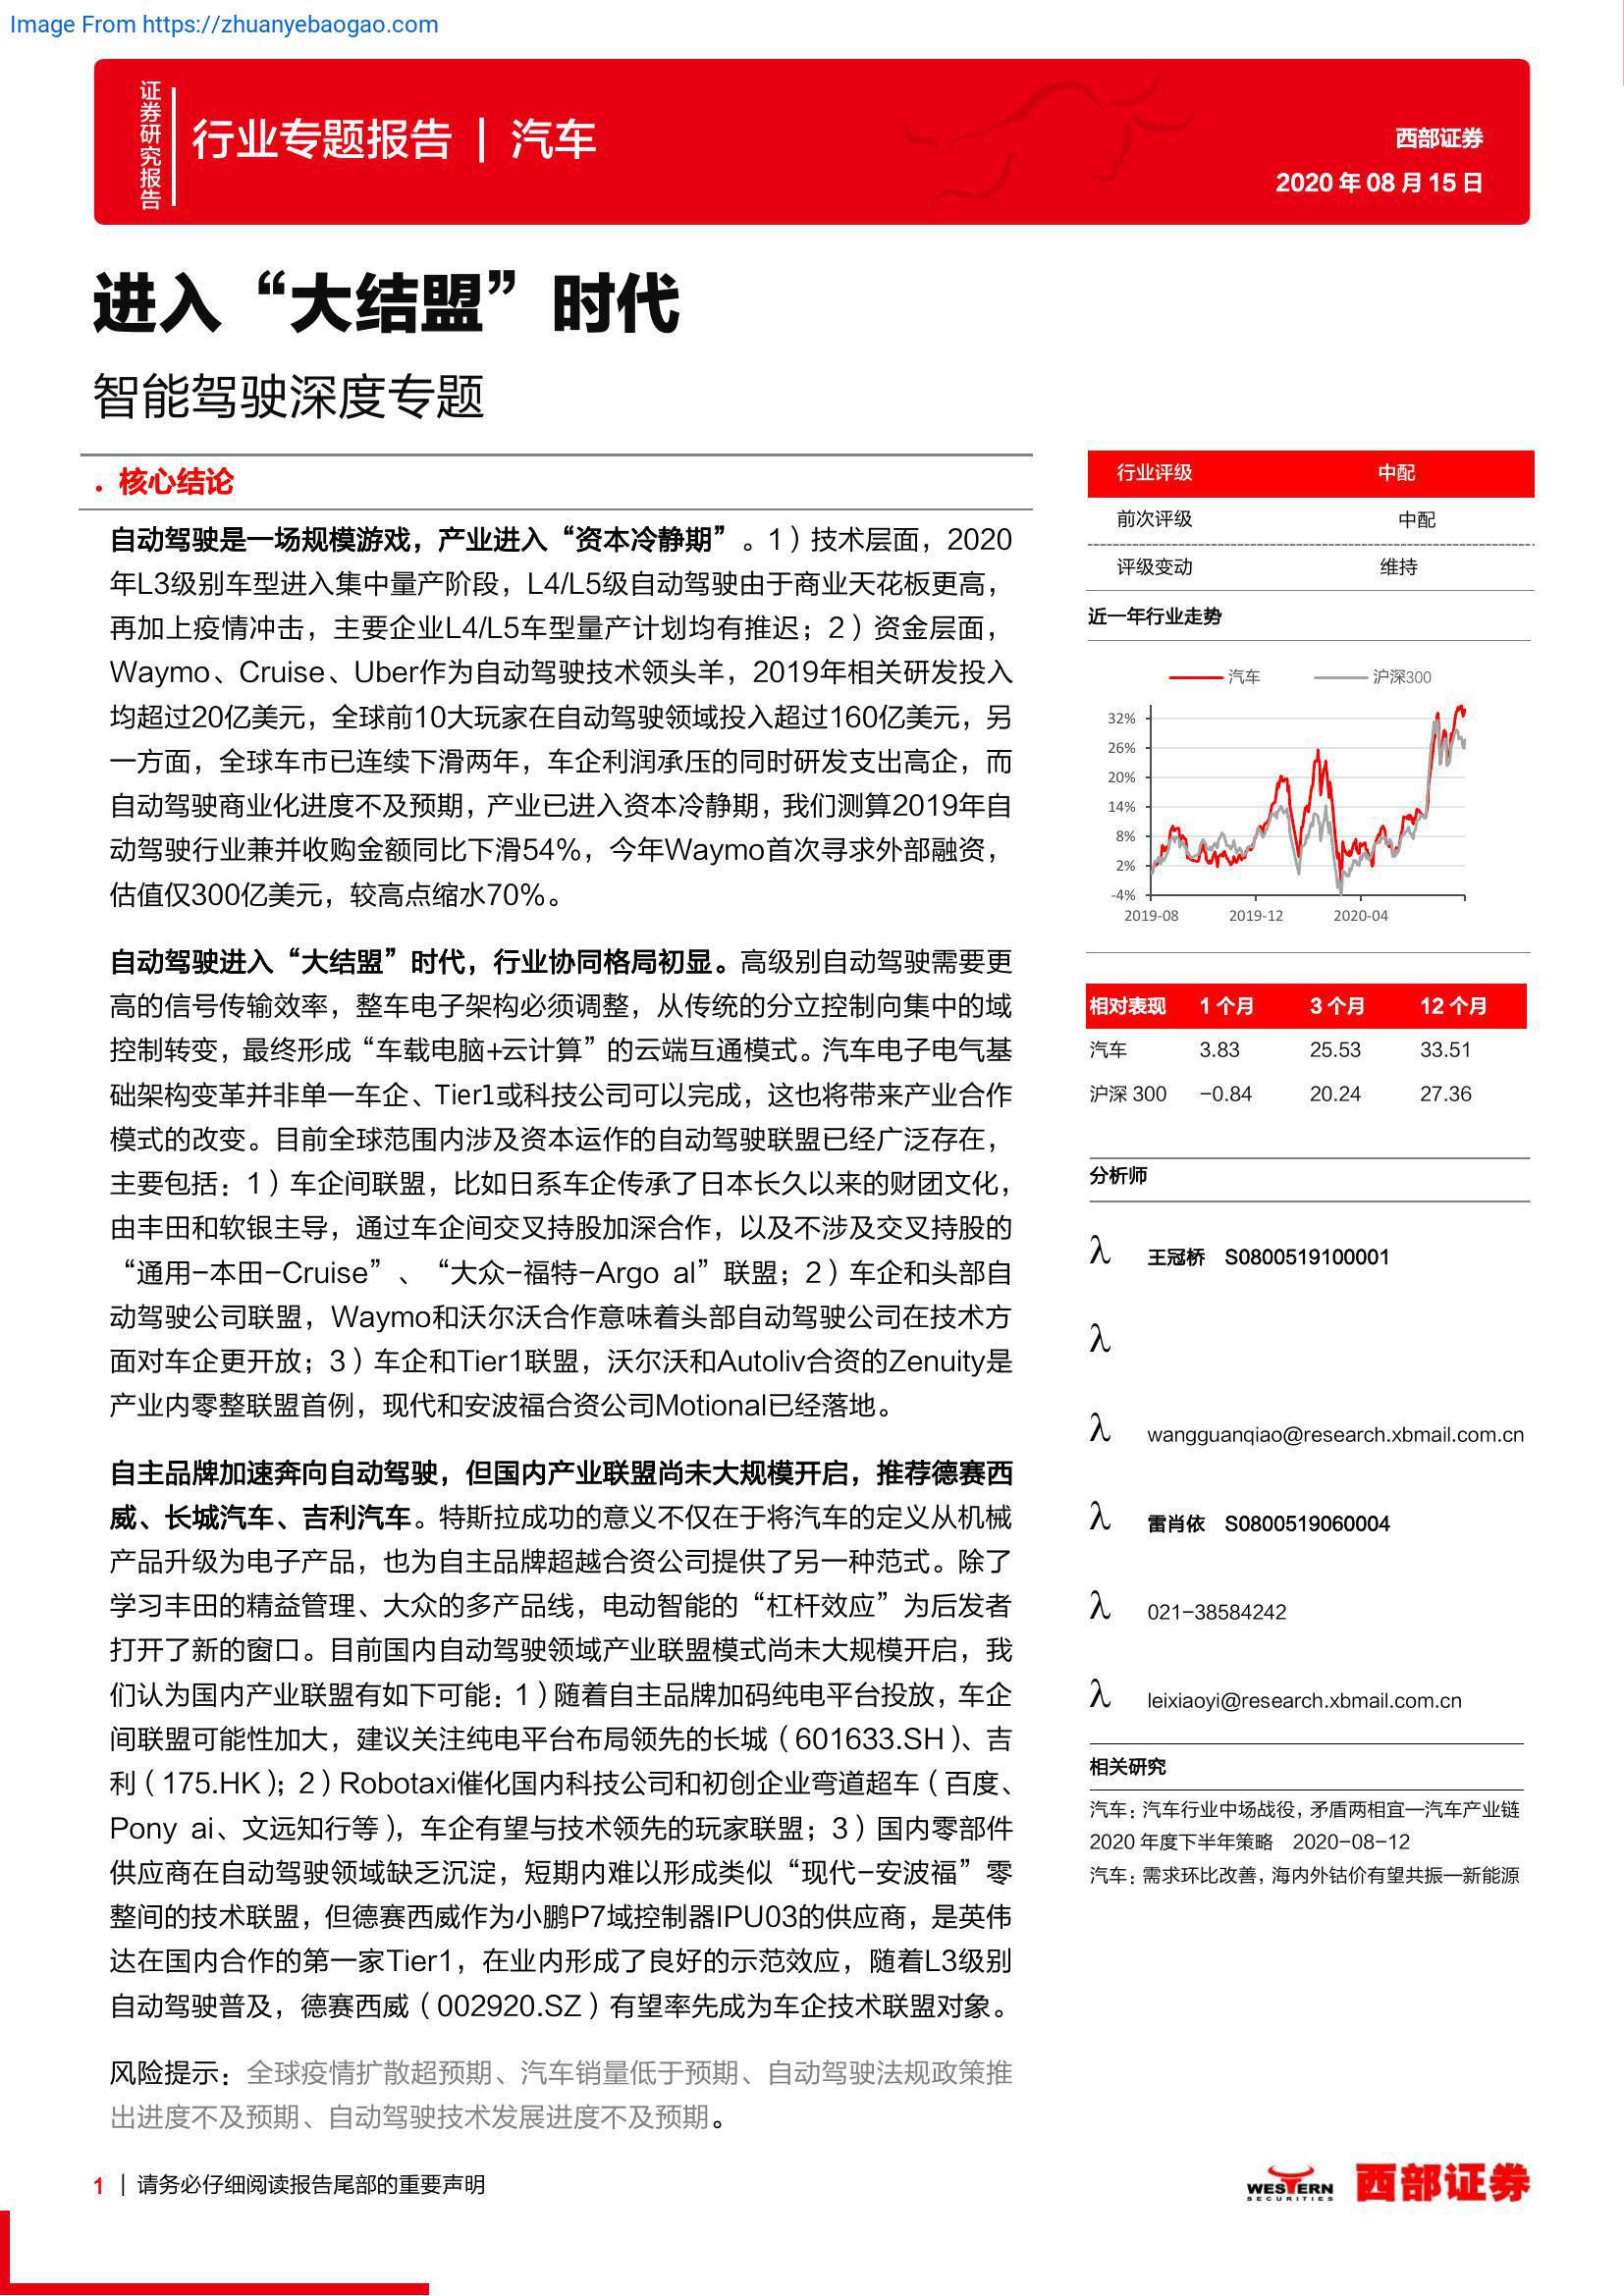 Image From https://zhuanyebaogao.com
证券研究报告
行业专题报告 | 汽车
西部证券
2020 年 08 月 15 日
进入“大结盟”时代
智能驾驶深度专题
• 核心结论
自动驾驶是一场规模游戏，产业进入“资本冷静期”。1）技术层面，2020
年L3级别车型进入集中量产阶段，L4/L5级自动驾驶由于商业天花板更高，
再加上疫情冲击，主要企业L4/L5车型量产计划均有推迟；2）资金层面，
Waymo、Cruise、Uber作为自动驾驶技术领头羊，2019年相关研发投入
均超过20亿美元，全球前10大玩家在自动驾驶领域投入超过160亿美元，另
一方面，全球车市已连续下滑两年，车企利润承压的同时研发支出高企，而
自动驾驶商业化进度不及预期，产业已进入资本冷静期，我们测算2019年自
动驾驶行业兼并收购金额同比下滑54%，今年Waymo首次寻求外部融资，
估值仅300亿美元，较高点缩水70%。
自动驾驶进入“大结盟”时代，行业协同格局初显。高级别自动驾驶需要更
高的信号传输效率，整车电子架构必须调整，从传统的分立控制向集中的域
控制转变，最终形成“车载电脑+云计算”的云端互通模式。汽车电子电气基
础架构变革并非单一车企、Tier1或科技公司可以完成，这也将带来产业合作
模式的改变。目前全球范围内涉及资本运作的自动驾驶联盟已经广泛存在，
主要包括：1）车企间联盟，比如日系车企传承了日本长久以来的财团文化，
由丰田和软银主导，通过车企间交叉持股加深合作，以及不涉及交叉持股的
“通用-本田-Cruise”、“大众-福特-Argo al”联盟；2）车企和头部自
动驾驶公司联盟，Waymo和沃尔沃合作意味着头部自动驾驶公司在技术方
面对车企更开放；3）车企和Tier1联盟，沃尔沃和Autoliv合资的Zenuity是
产业内零整联盟首例，现代和安波福合资公司Motional已经落地。
自主品牌加速奔向自动驾驶，但国内产业联盟尚未大规模开启，推荐德赛西
威、长城汽车、吉利汽车。特斯拉成功的意义不仅在于将汽车的定义从机械
产品升级为电子产品，也为自主品牌超越合资公司提供了另一种范式。除了
学习丰田的精益管理、大众的多产品线，电动智能的“杠杆效应”为后发者
打开了新的窗口。目前国内自动驾驶领域产业联盟模式尚未大规模开启，我
们认为国内产业联盟有如下可能：1）随着自主品牌加码纯电平台投放，车企
间联盟可能性加大，建议关注纯电平台布局领先的长城（601633.SH）、吉
利（175.HK）；2）Robotaxi催化国内科技公司和初创企业弯道超车（百度、
Pony ai、文远知行等），车企有望与技术领先的玩家联盟；3）国内零部件
供应商在自动驾驶领域缺乏沉淀，短期内难以形成类似“现代-安波福”零
整间的技术联盟，但德赛西威作为小鹏P7域控制器IPU03的供应商，是英伟
达在国内合作的第一家Tier1，在业内形成了良好的示范效应，随着L3级别
自动驾驶普及，德赛西威（002920.SZ）有望率先成为车企技术联盟对象。
风险提示：全球疫情扩散超预期、汽车销量低于预期、自动驾驶法规政策推
出进度不及预期、自动驾驶技术发展进度不及预期。
行业评级 中配
前次评级 中配
评级变动 维持
近一年行业走势
汽车 沪深300
32%
26%
20%
14%
8%
2%
-4%
2019-08 2019-12 2020-04
相对表现 1 个月 3 个月 12 个月
汽车 3.83 25.53 33.51
沪深 300 -0.84 20.24 27.36
分析师
λ 王冠桥 S0800519100001
λ
λ wangguanqiao@research.xbmail.com.cn
λ 雷肖依 S0800519060004
λ 021-38584242
λ leixiaoyi@research.xbmail.com.cn
相关研究
汽车：汽车行业中场战役，矛盾两相宜—汽车产业链
2020 年度下半年策略 2020-08-12
汽车：需求环比改善，海内外钴价有望共振—新能源
1 | 请务必仔细阅读报告尾部的重要声明
WESTERN
SECURITIES
西部证券